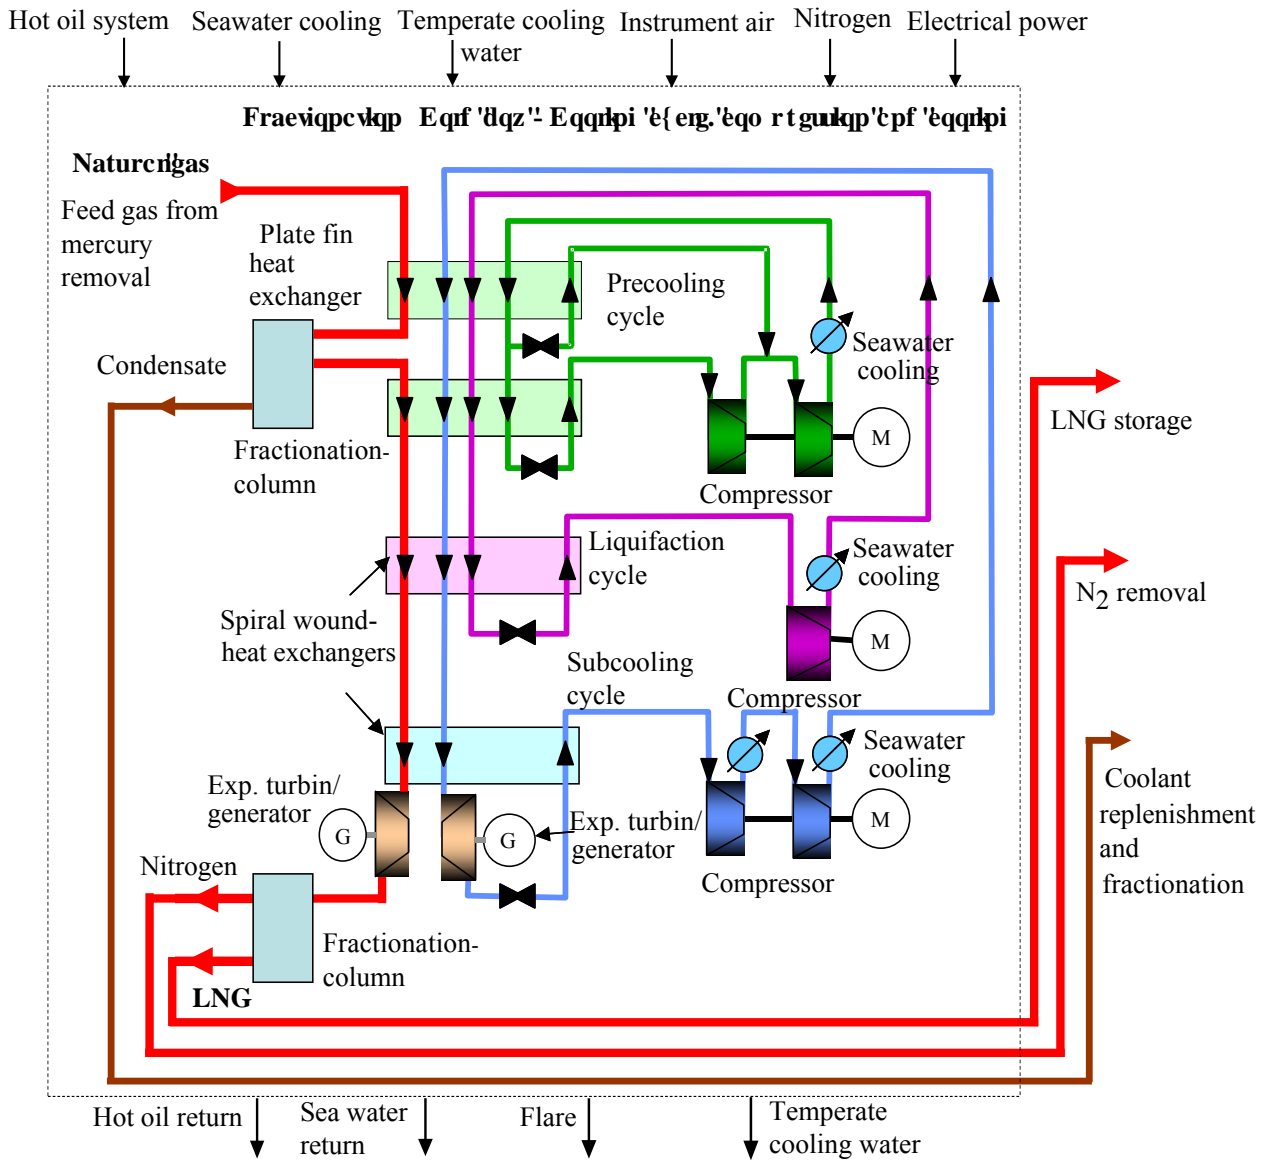 Hot oil system
Seawater cooling
Temperate cooling
water
Instrument air
Nitrogen
Electrical power
Naturcn"gas
Feed gas from
mercury
removal
Plate fin
heat
exchanger
Precooling
cycle
Seawater
cooling
Condensate
LNG storage
Fractionation-
column
M
Compressor
Liquifaction
cycle
Seawater
cooling
N2 removal
Spiral wound-
heat exchangers
M
Subcooling
cycle
Compressor
Seawater
cooling
Exp. turbin/
generator
G
G
Exp. turbin/
generator
M
Coolant
replenishment
and
fractionation
Compressor
Nitrogen
Fractionation-
column
LNG
Hot oil return
Sea water
return
Flare
Temperate
cooling water